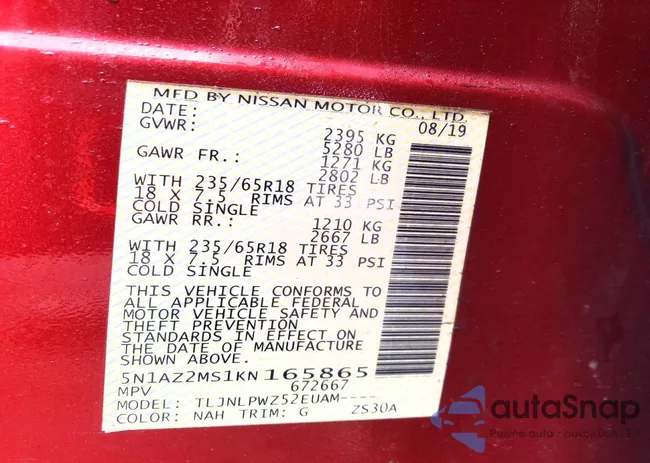 MFD BY NISSAN MOTOR CO., LTD.
DATE: 08/19
GVWR: 2395 KG
5280 LB
GAWR FR.: 1271 KG
2802 LB
WITH 235/65R18 TIRES
18 X 7.5 RIMS AT 33 PSI
COLD SINGLE
GAWR RR.: 1210 KG
2667 LB
WITH 235/65R18 TIRES
18 X 7.5 RIMS AT 33 PSI
COLD SINGLE
THIS VEHICLE CONFORMS TO
ALL APPLICABLE FEDERAL
MOTOR VEHICLE SAFETY AND
THEFT PREVENTION
STANDARDS IN EFFECT ON
THE DATE OF MANUFACTURE
SHOWN ABOVE.
5N1AZ2MS1KN165865
MPV 672667
MODEL: TLJNLPWZ52EUAM----
COLOR: NAH TRIM: G ZS30A
autoSnap